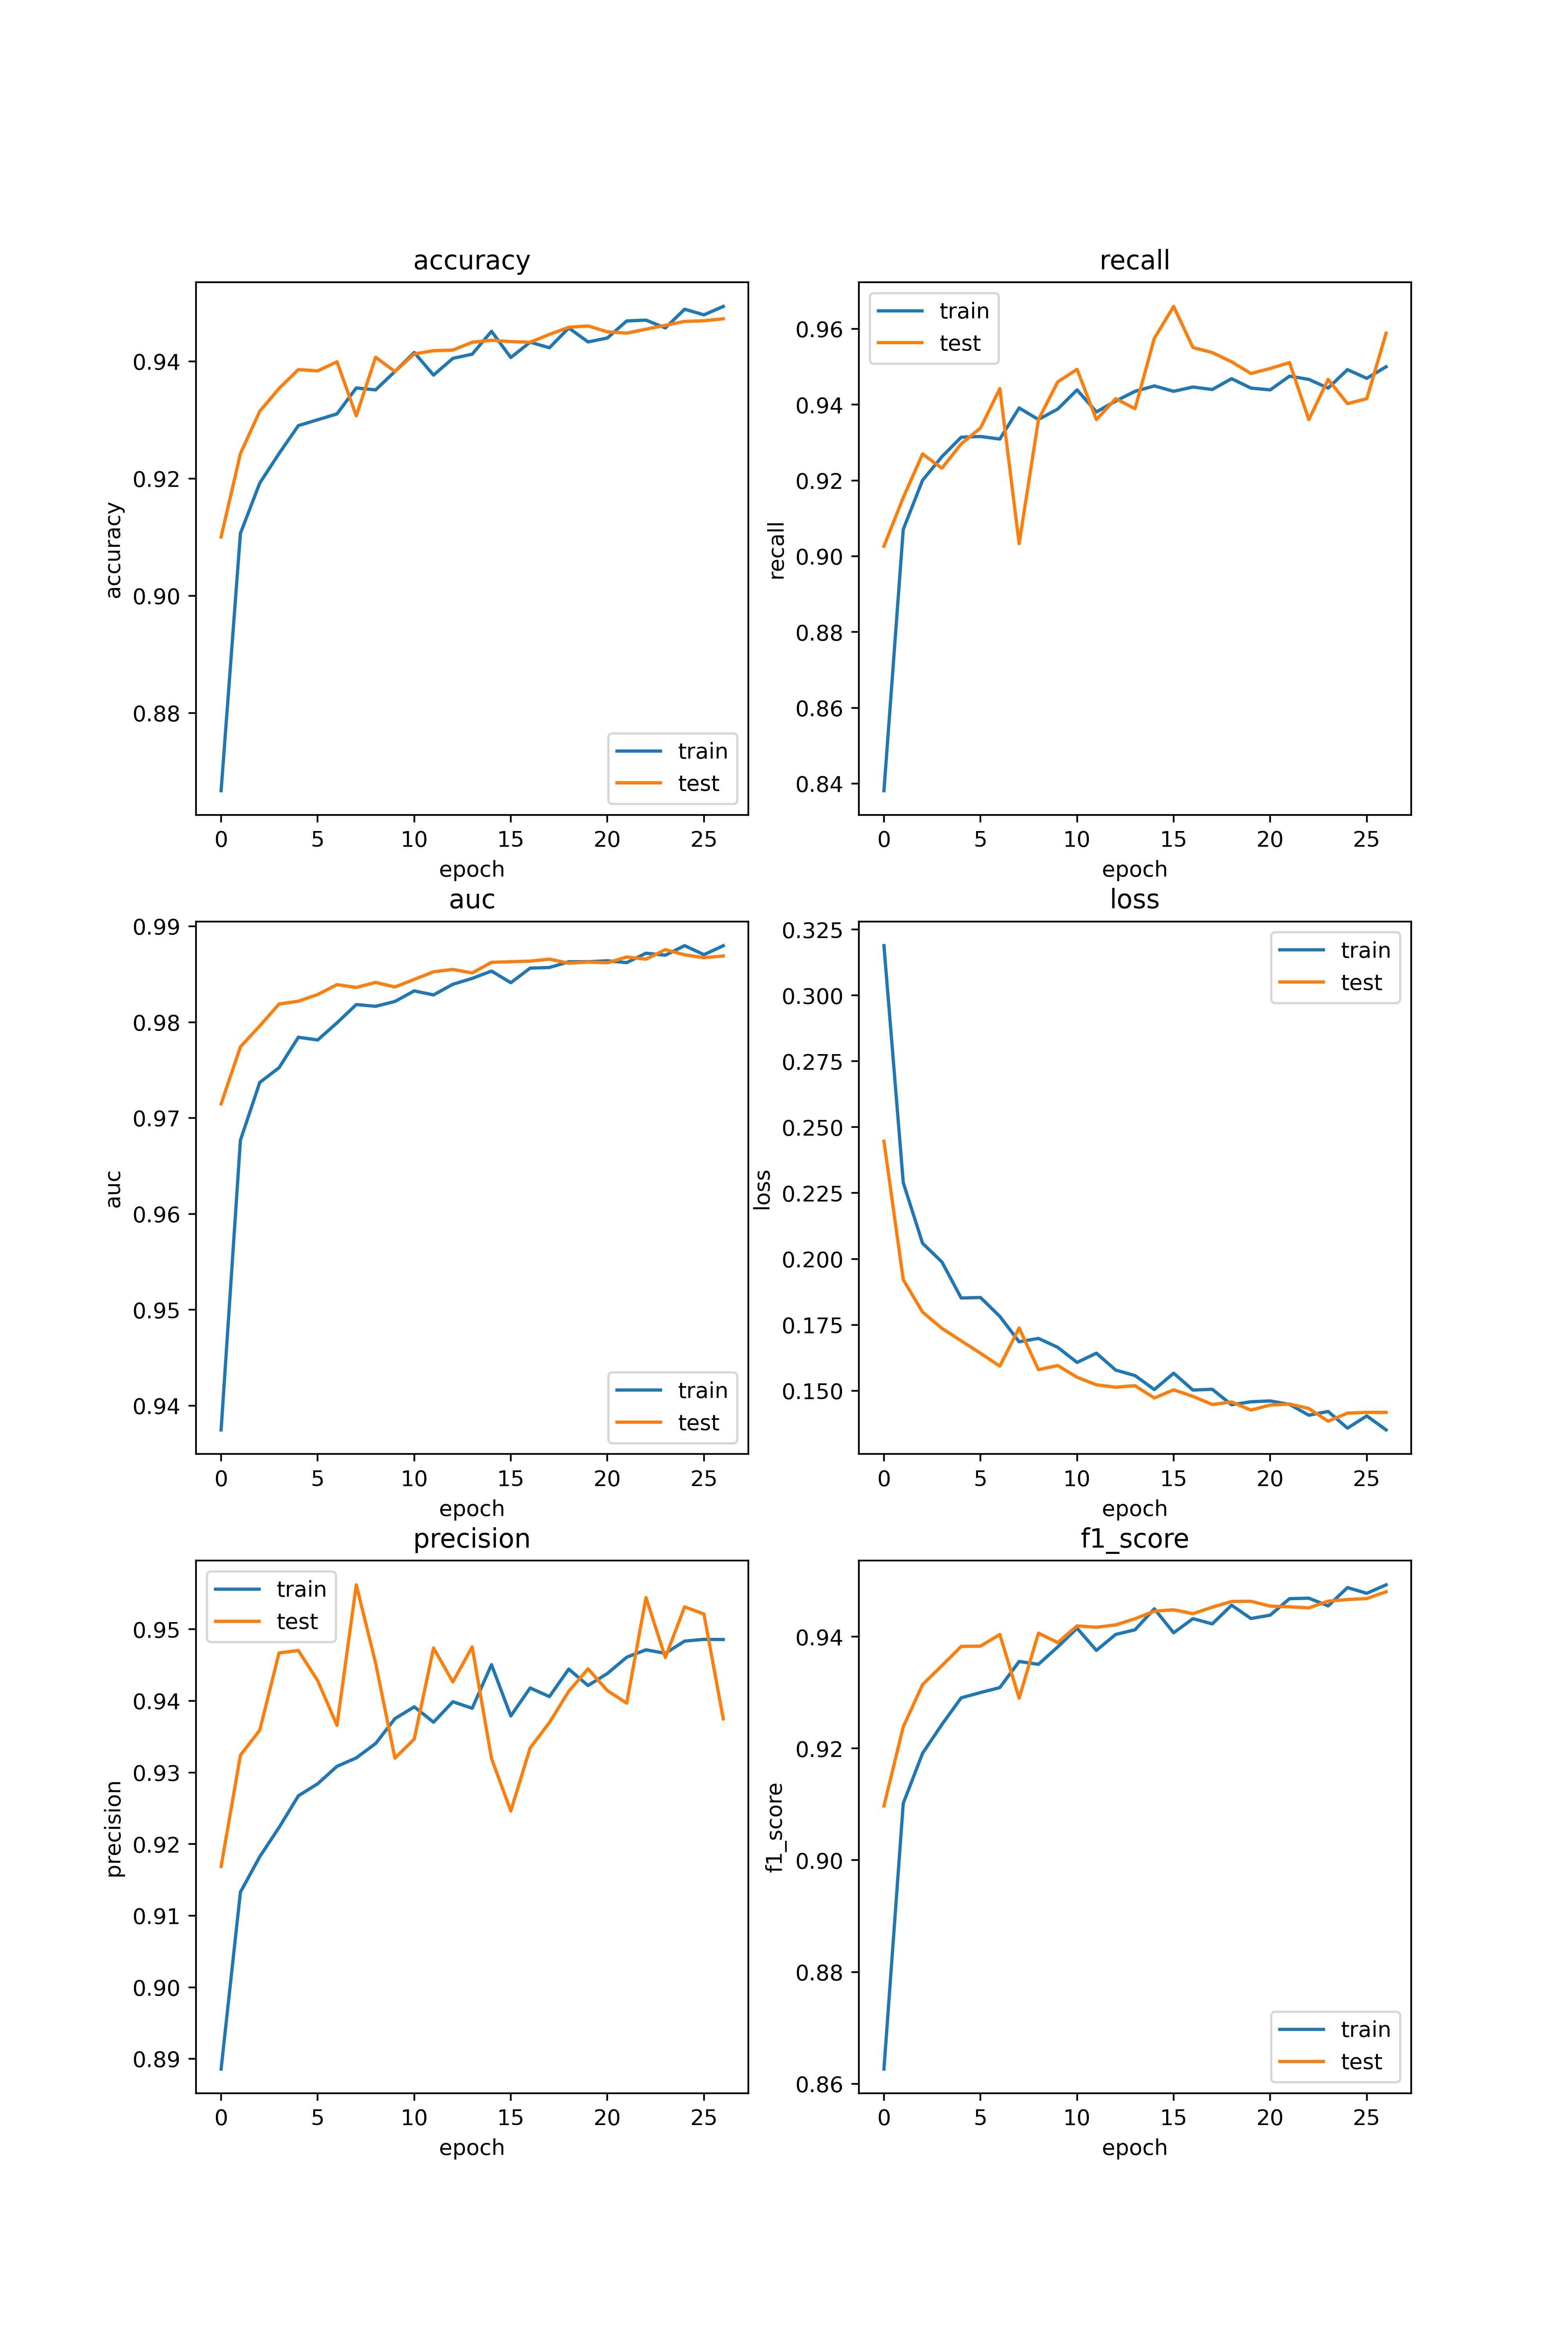 accuracy
accuracy
0.94
0.92
0.90
0.88
train
test
0 5 10 15 20 25
epoch
recall
recall
train
test
0.96
0.94
0.92
0.90
0.88
0.86
0.84
0 5 10 15 20 25
epoch
auc
auc
0.99
0.98
0.97
0.96
0.95
0.94
train
test
0 5 10 15 20 25
epoch
loss
loss
0.325
0.300
0.275
0.250
0.225
0.200
0.175
0.150
train
test
0 5 10 15 20 25
epoch
precision
precision
train
test
0.95
0.94
0.93
0.92
0.91
0.90
0.89
0 5 10 15 20 25
epoch
f1_score
f1_score
0.94
0.92
0.90
0.88
0.86
train
test
0 5 10 15 20 25
epoch